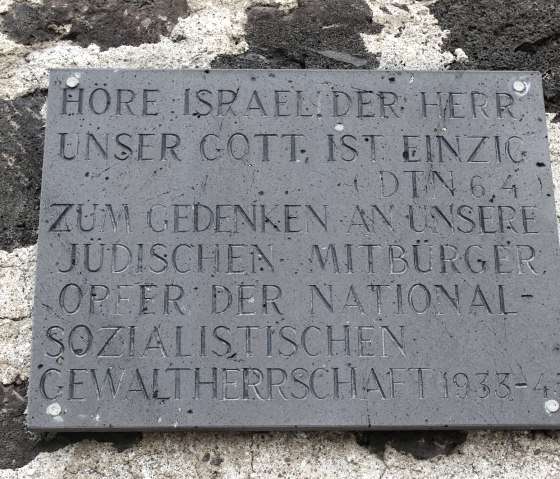 "HÖRE ISRAEL! DER HERR,
UNSER GOTT, IST EINZIG"
(DTN 6,4)
ZUM GEDENKEN AN UNSERE
JÜDISCHEN MITBÜRGER
OPFER DER NATIONAL-
SOZIALISTISCHEN
GEWALTHERRSCHAFT 1933-4